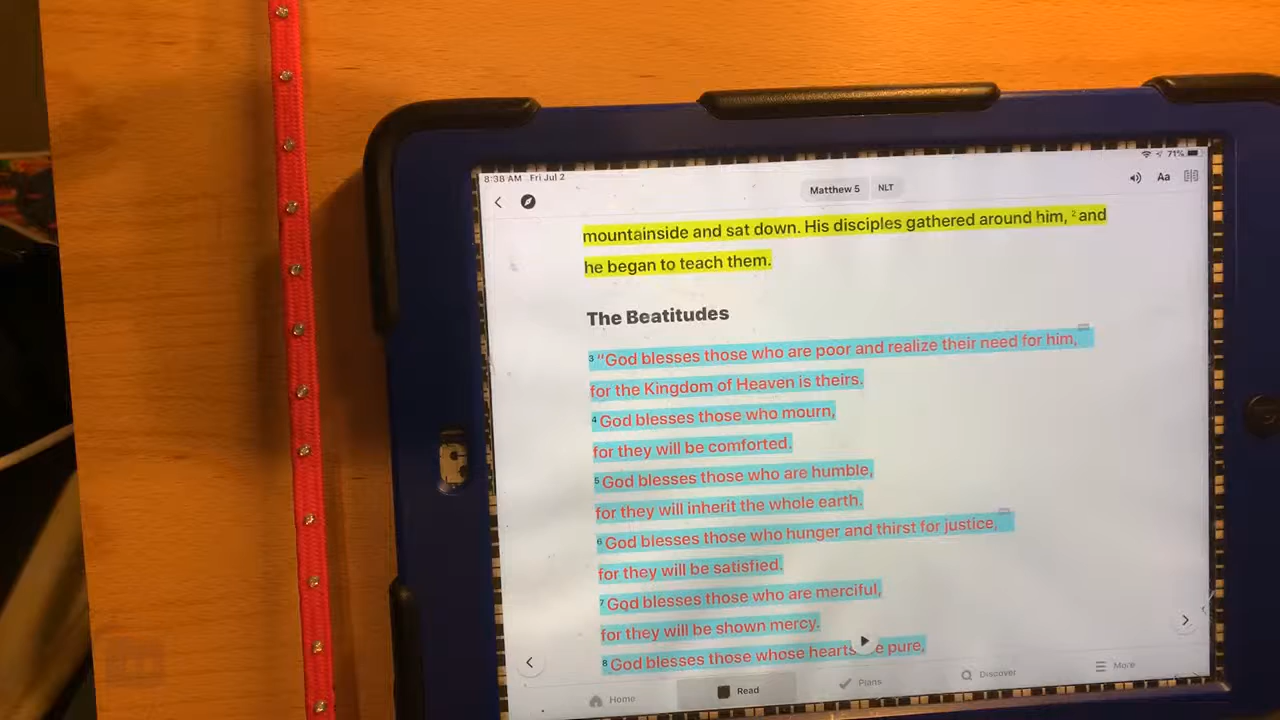 8:38 AM Fri Jul 2
71%
Matthew 5 NLT
Aa
mountainside and sat down. His disciples gathered around him, 2 and
he began to teach them.
The Beatitudes
3 "God blesses those who are poor and realize their need for him,
for the Kingdom of Heaven is theirs.
4 God blesses those who mourn,
for they will be comforted.
5 God blesses those who are humble,
for they will inherit the whole earth.
6 God blesses those who hunger and thirst for justice,
for they will be satisfied.
7 God blesses those who are merciful,
for they will be shown mercy.
8 God blesses those whose hearts e pure,
Home Read Plans Discover More